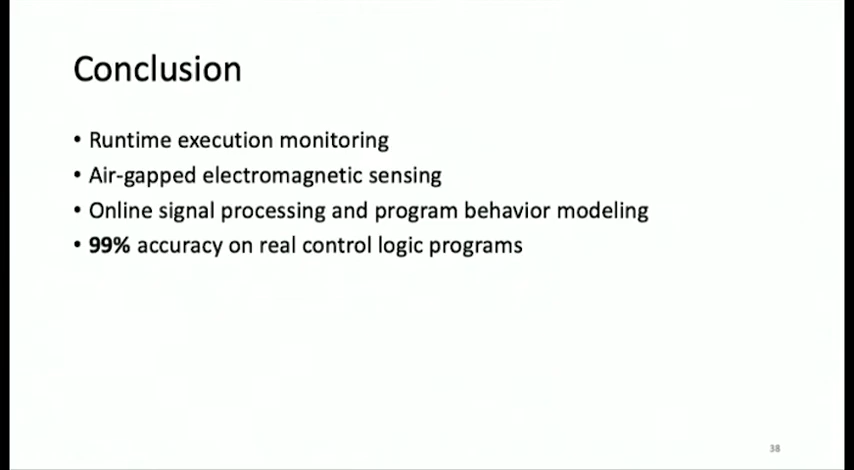 Conclusion
• Runtime execution monitoring
• Air-gapped electromagnetic sensing
• Online signal processing and program behavior modeling
• 99% accuracy on real control logic programs
38